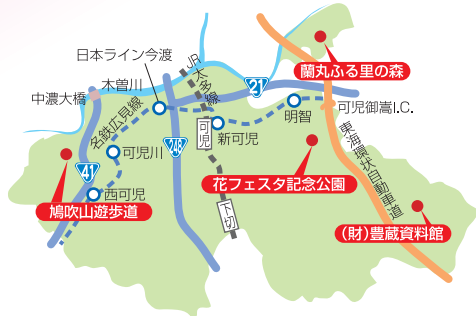 日本ライン今渡
JR太多線
蘭丸ふる里の森
木曽川
中濃大橋
21
名鉄広見線
明智
可児御嵩I.C.
248
可児
新可児
可児川
41
東海環状自動車道
西可児
花フェスタ記念公園
鳩吹山遊歩道
下切
(財)豊蔵資料館